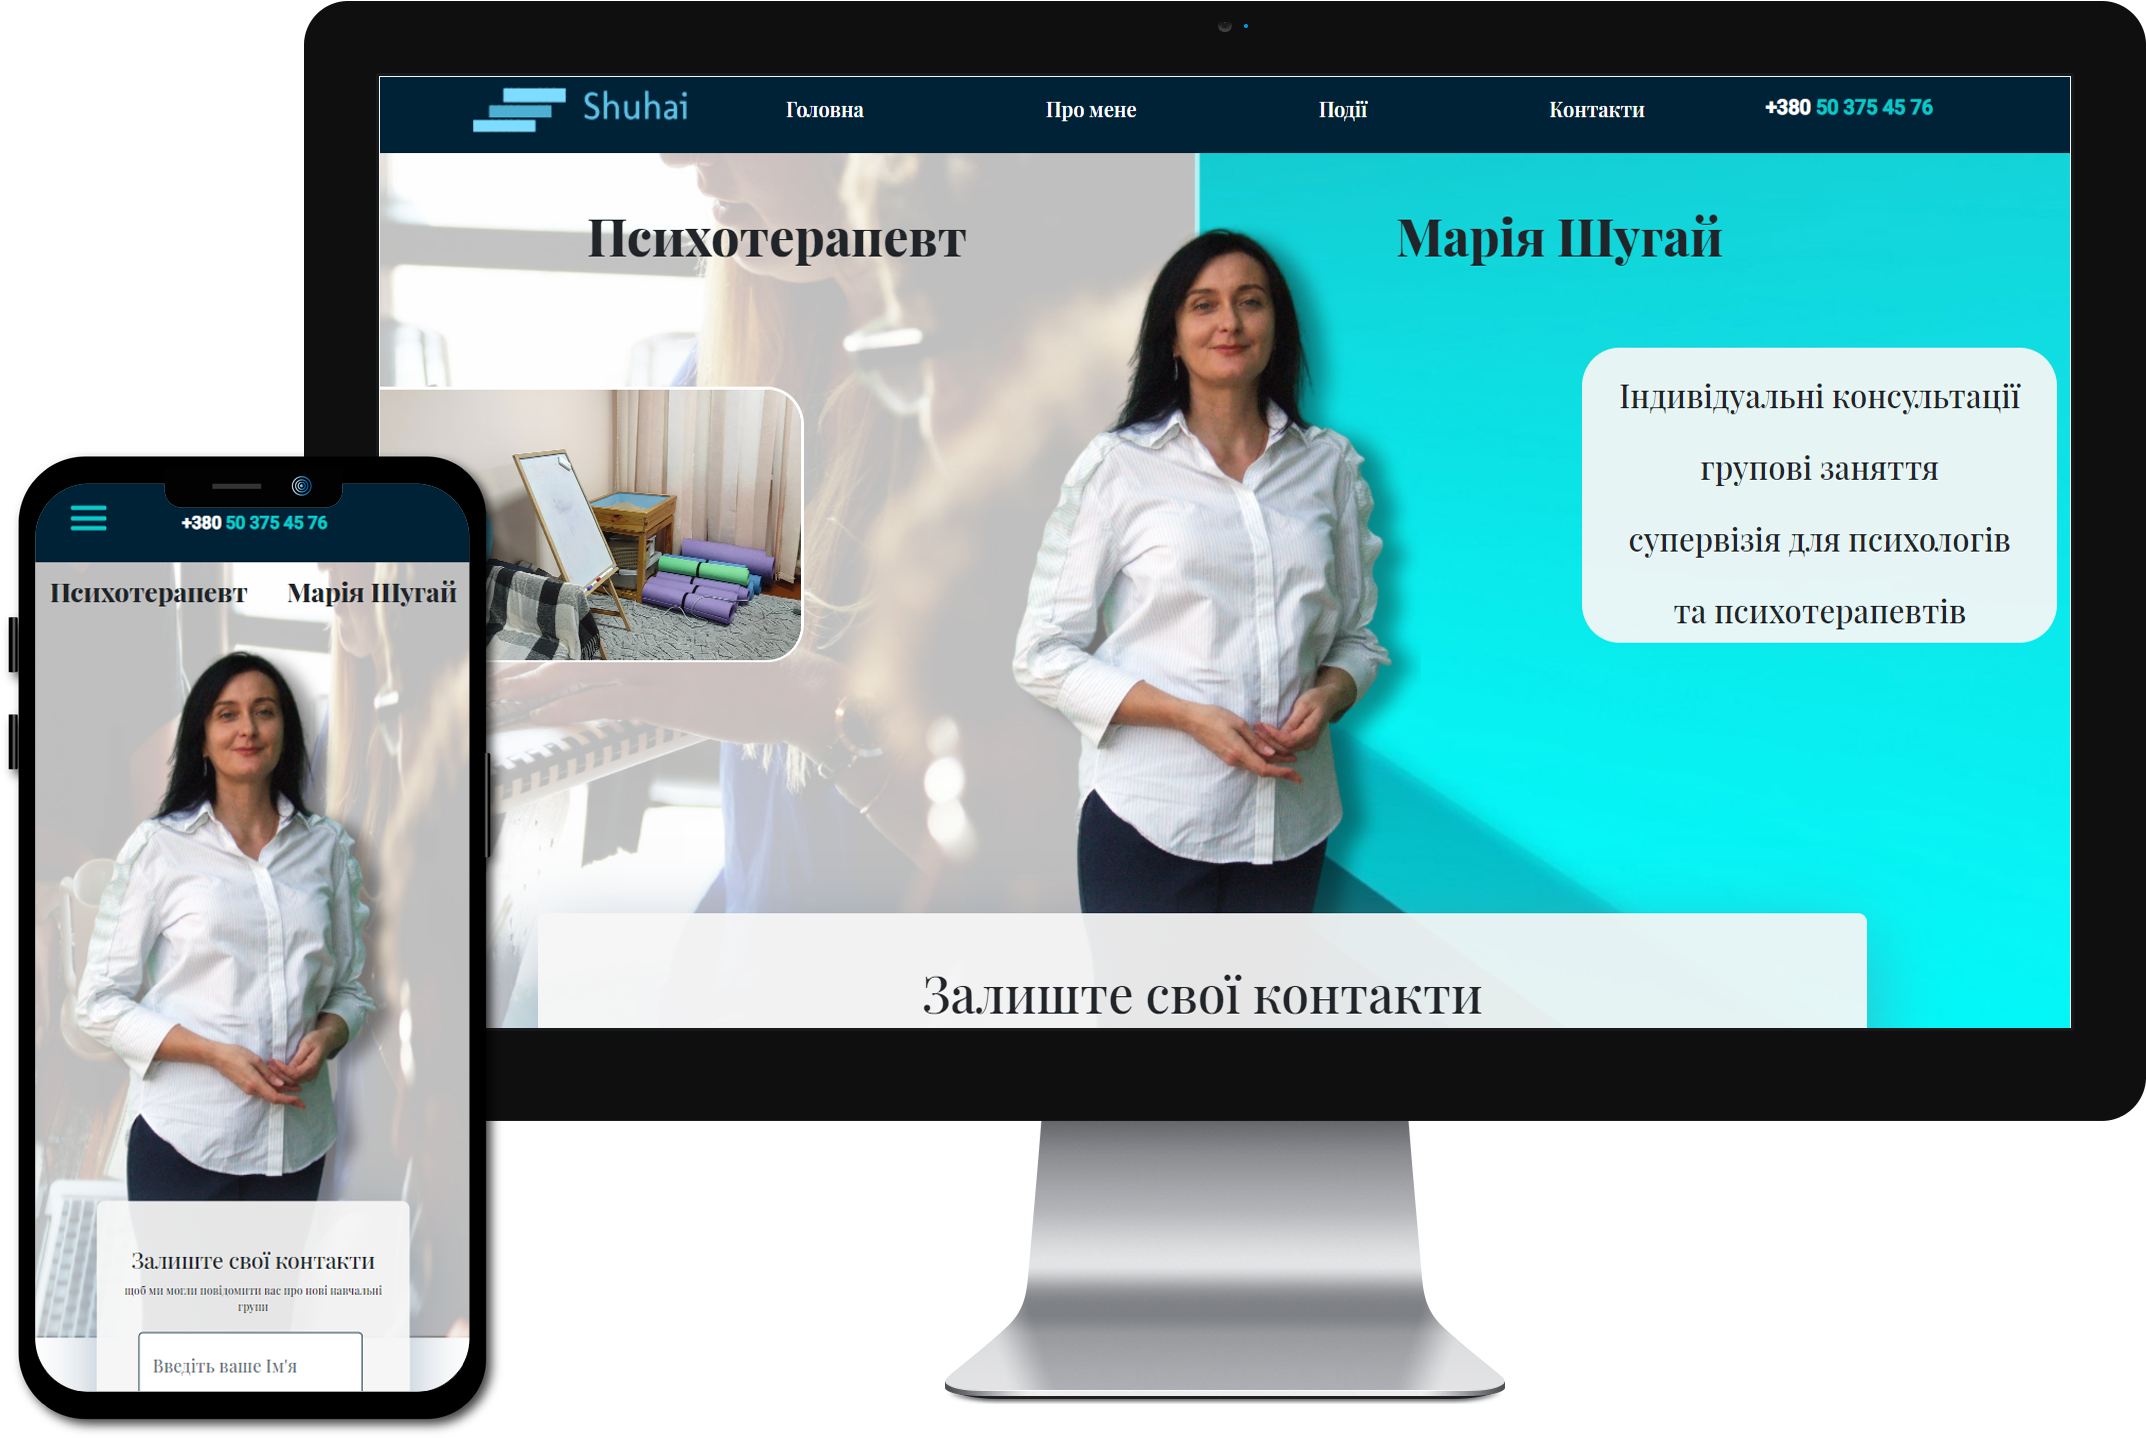 Shuhai
Головна
Про мене
Події
Контакти
+380 50 375 45 76
Психотерапевт
Марія Шугай
Індивідуальні консультації
групові заняття
супервізія для психологів
та психотерапевтів
Залиште свої контакти
+380 50 375 45 76
Психотерапевт
Марія Шугай
Залиште свої контакти
щоб ми могли повідомити вас про нові навчальні
групи
Введіть ваше Ім'я